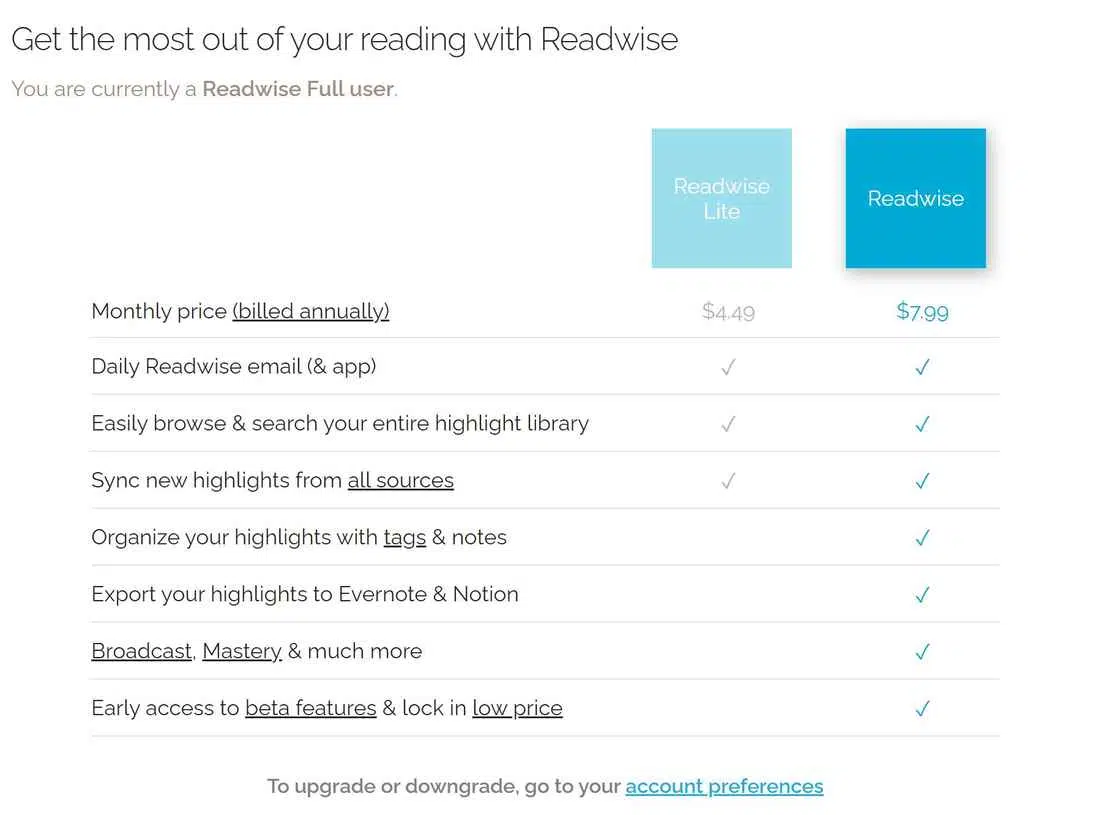 Get the most out of your reading with Readwise
You are currently a Readwise Full user.
Readwise
Lite
Readwise
Monthly price (billed annually) $4.49 $7.99
Daily Readwise email (& app) ✓ ✓
Easily browse & search your entire highlight library ✓ ✓
Sync new highlights from all sources ✓ ✓
Organize your highlights with tags & notes ✓
Export your highlights to Evernote & Notion ✓
Broadcast, Mastery & much more ✓
Early access to beta features & lock in low price ✓
To upgrade or downgrade, go to your account preferences